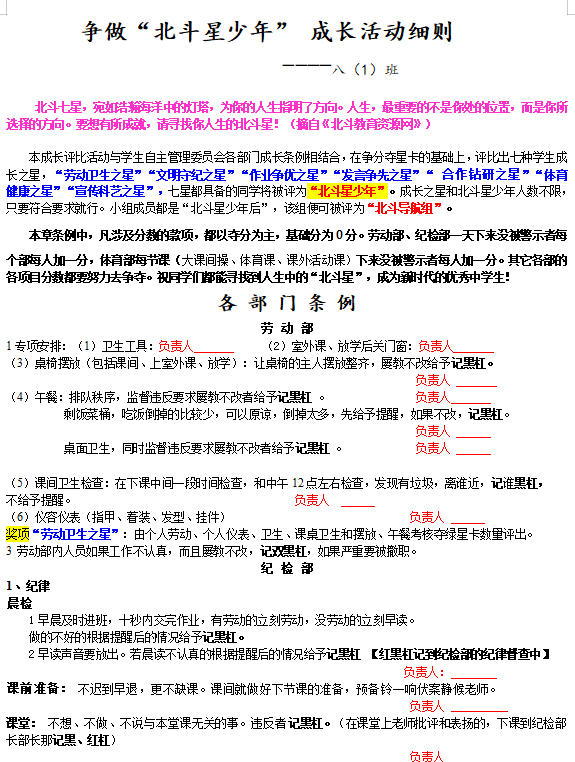 争做“北斗星少年” 成长活动细则
————八（1）班
北斗七星，宛如浩瀚海洋中的灯塔，为你的人生指明了方向。人生，最重要的不是你处的位置，而是你所
选择的方向。要想有所成就，请寻找你人生的北斗星！（摘自《北斗教育资源网》）
本成长评比活动与学生自主管理委员会各部门成长条例相结合，在争分夺星卡的基础上，评比出七种学生成
长之星，“劳动卫生之星”“文明守纪之星”“作业优异之星”“发言争先之星”“ 合作钻研之星”“体育
健康之星”“宣传科艺之星”，七星都具备的同学将被评为“北斗星少年”。成长之星和北斗星少年人数不限，
只要符合要求就行。小组成员都是“北斗星少年后”，该组便可被评为“北斗导航组”。
本章条例中，凡涉及分数的款项，都以夺分为主，基础分为0分。劳动部、纪检部一天下来没被警示者每
个部每人加一分，体育部每节课（大课间操、体育课、课外活动课）下来没被警示者每人加一分。其它各部的
各项目分数都要努力去争夺。祝同学们都能寻找到人生中的“北斗星”，成为新时代的优秀中学生！
各 部 门 条 例
劳 动 部
1专项安排：（1）卫生工具：负责人______ （2）室外课、放学后关门窗：负责人______
（3）桌椅摆放（包括课间、上室外课、放学）：让桌椅的主人摆放整齐，屡教不改给予记黑杠。
负责人 ______
（4）午餐：排队秩序，监督违反要求屡教不改者给予记黑杠 。 负责人______
剩饭菜桶，吃饭倒掉的比较少，可以原谅，倒掉太多，先给予提醒，如果不改，记黑杠。
负责人 _____
桌面卫生，同时监督违反要求屡教不改者给予记黑杠 。 负责人 _____
（5）课间卫生检查：在下课中间一段时间检查，和中午12点左右检查，发现有垃圾，离谁近，记谁黑杠，
不给予提醒。 负责人 _____
（6）仪容仪表（指甲、着装、发型、挂件） 负责人 _____
奖项“劳动卫生之星”：由个人劳动、个人仪表、卫生、课桌卫生和摆放、午餐考核夺绿星卡数量评出。
3 劳动部内人员如果工作不认真，而且屡教不改，记双黑杠，如果严重要被撤职。
纪 检 部
1、纪律
晨检
1早晨及时进班，十秒内交完作业，有劳动的立刻劳动，没劳动的立刻早读。
做的不好的根据提醒后的情况给予记黑杠。
2早读声音要放出。若晨读不认真的根据提醒后的情况给予记黑杠 【红黑杠记到纪检部的纪律督查中】
负责人：________
课前准备： 不迟到早退，更不缺课。课间就做好下节课的准备，预备铃一响伏案静候老师。
负责人 ________
课堂： 不想、不做、不说与本堂课无关的事。违反者记黑杠。（在课堂上老师批评和表扬的，下课到纪检部
长部长那记黑、红杠）
负责人